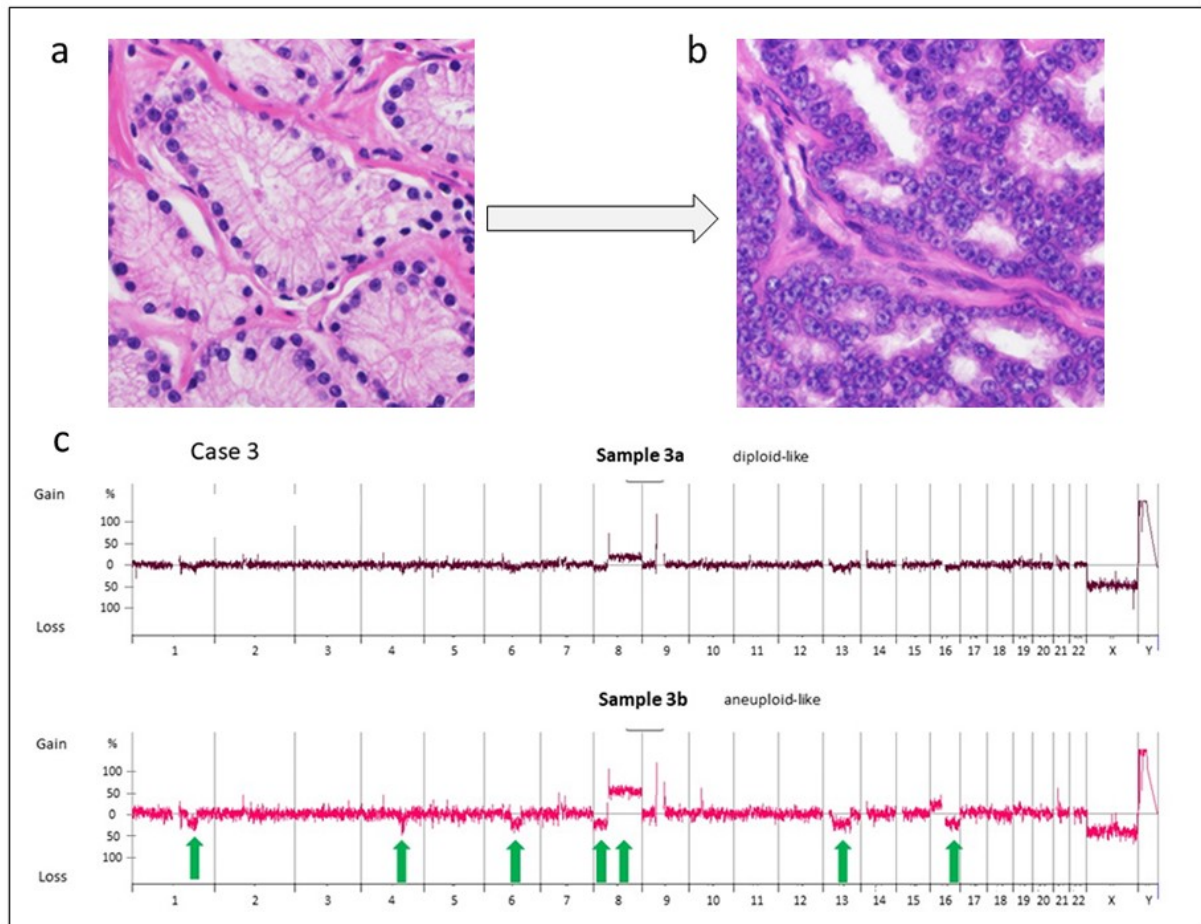 a
b
c
Case 3
Sample 3a diploid-like
Gain
%
100
50
0
50
100
Loss
1 2 3 4 5 6 7 8 9 10 11 12 13 14 15 16 17 18 19 20 21 22 X Y
Sample 3b aneuploid-like
Gain
%
100
50
0
50
100
Loss
1 2 3 4 5 6 7 8 9 10 11 12 13 14 15 16 17 18 19 20 21 22 X Y